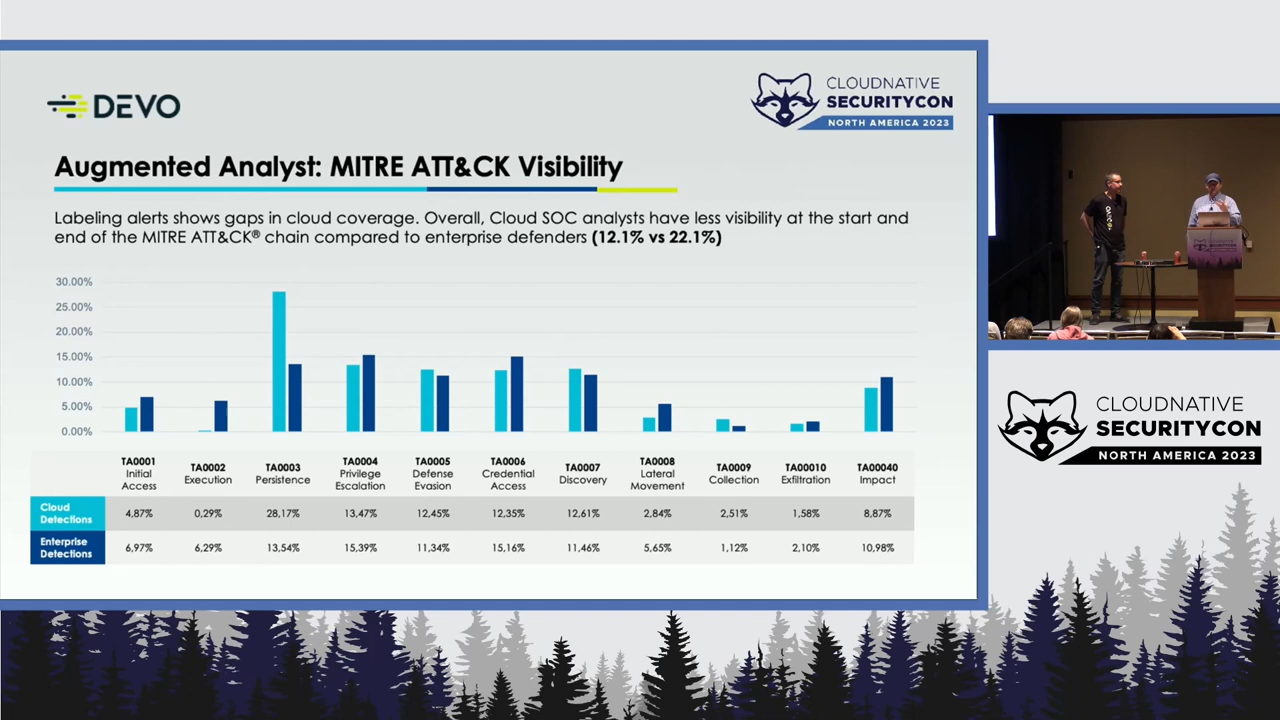 DEVO
CLOUDNATIVE
SECURITYCON
NORTH AMERICA 2023
Augmented Analyst: MITRE ATT&CK Visibility
Labeling alerts shows gaps in cloud coverage. Overall, Cloud SOC analysts have less visibility at the start and
end of the MITRE ATT&CK® chain compared to enterprise defenders (12.1% vs 22.1%)
30.00%
25.00%
20.00%
15.00%
10.00%
5.00%
0.00%
TA0001 Initial Access
TA0002 Execution
TA0003 Persistence
TA0004 Privilege Escalation
TA0005 Defense Evasion
TA0006 Credential Access
TA0007 Discovery
TA0008 Lateral Movement
TA0009 Collection
TA00010 Exfiltration
TA00040 Impact
Cloud Detections 4,87% 0,29% 28,17% 13,47% 12,45% 12,35% 12,61% 2,84% 2,51% 1,58% 8,87%
Enterprise Detections 6,97% 6,29% 13,54% 15,39% 11,34% 15,16% 11,46% 5,65% 1,12% 2,10% 10,98%
CLOUDNATIVE
SECURITYCON
NORTH AMERICA 2023